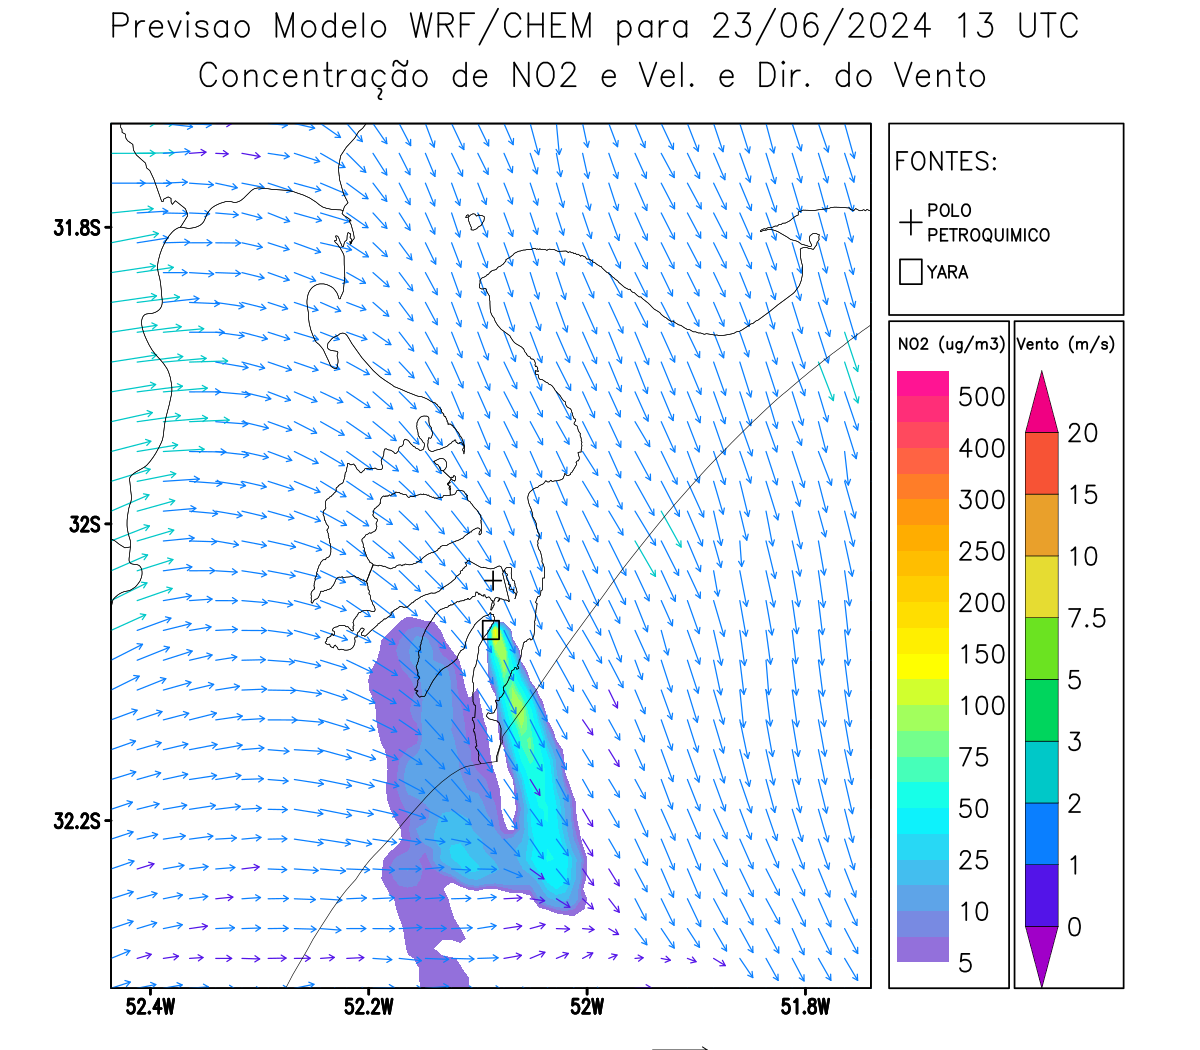 Previsao Modelo WRF/CHEM para 23/06/2024 13 UTC
Concentração de NO2 e Vel. e Dir. do Vento
FONTES:
POLO
PETROQUIMICO
YARA
31.8S
32S
32.2S
52.4W
52.2W
52W
51.8W
NO2 (ug/m3)
500
400
300
250
200
150
100
75
50
25
10
5
Vento (m/s)
20
15
10
7.5
5
3
2
1
0